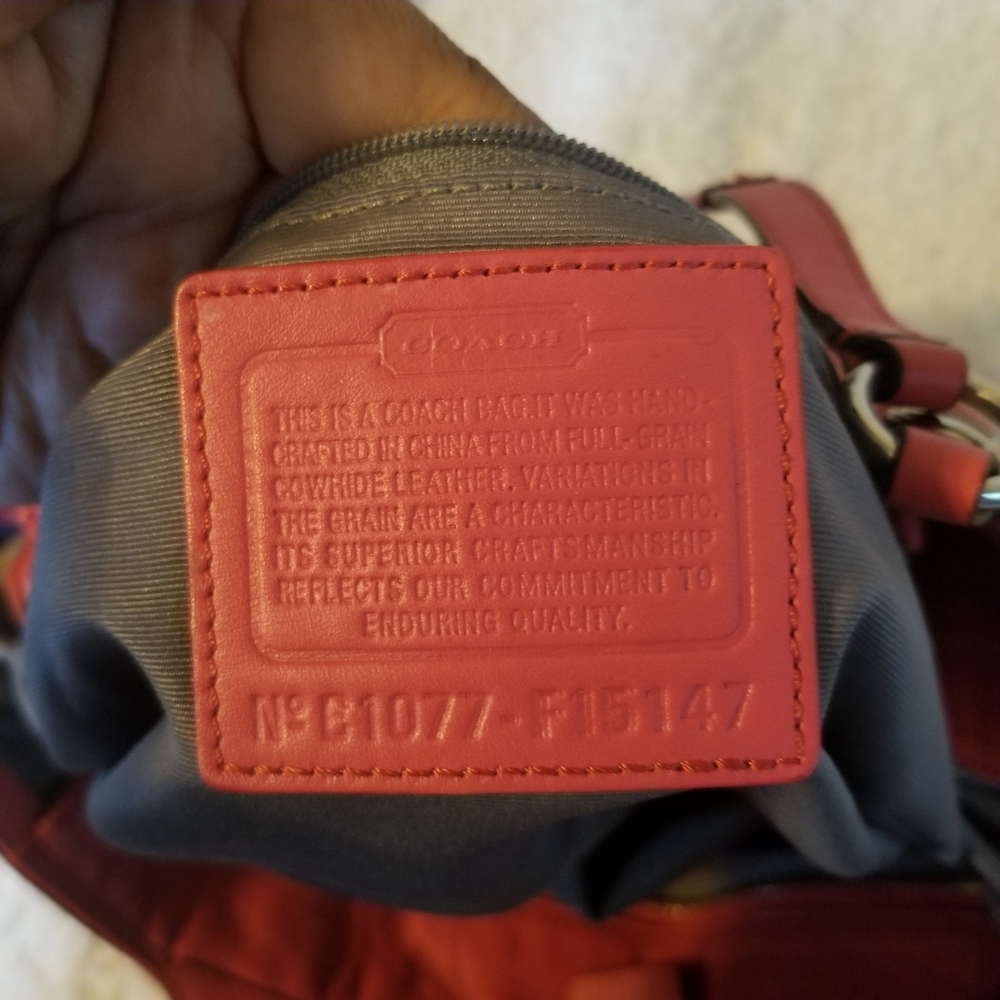 COACH
THIS IS A COACH BAG.IT WAS HAND-
CRAFTED IN CHINA FROM FULL-GRAIN
COWHIDE LEATHER. VARIATIONS IN
THE GRAIN ARE A CHARACTERISTIC.
ITS SUPERIOR CRAFTSMANSHIP
REFLECTS OUR COMMITMENT TO
ENDURING QUALITY.
Nº E1077-F15147